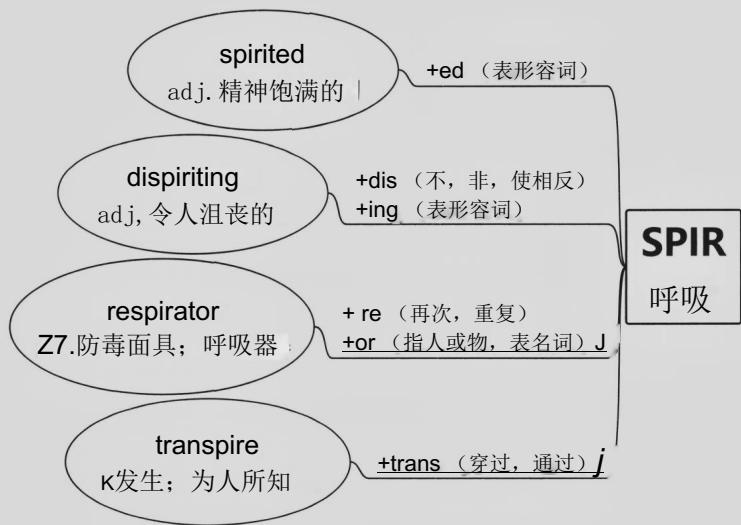 spirited
adj.精神饱满的
+ed （表形容词）
dispiriting
adj,令人沮丧的
+dis （不，非，使相反）
+ing （表形容词）
SPIR
呼吸
respirator
Z7.防毒面具；呼吸器
+ re （再次，重复）
+or （指人或物，表名词）J
transpire
K发生；为人所知
+trans （穿过，通过）j